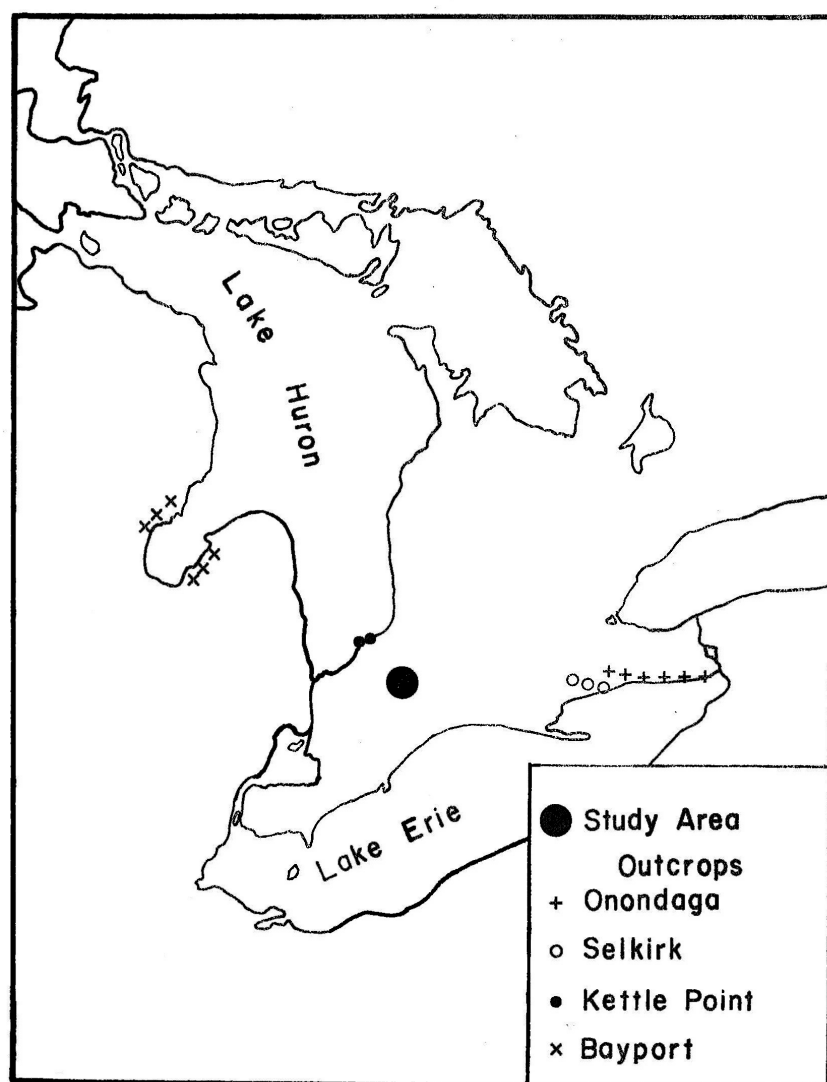 Lake
Huron
Lake Erie
Study Area
Outcrops
+ Onondaga
○ Selkirk
● Kettle Point
× Bayport